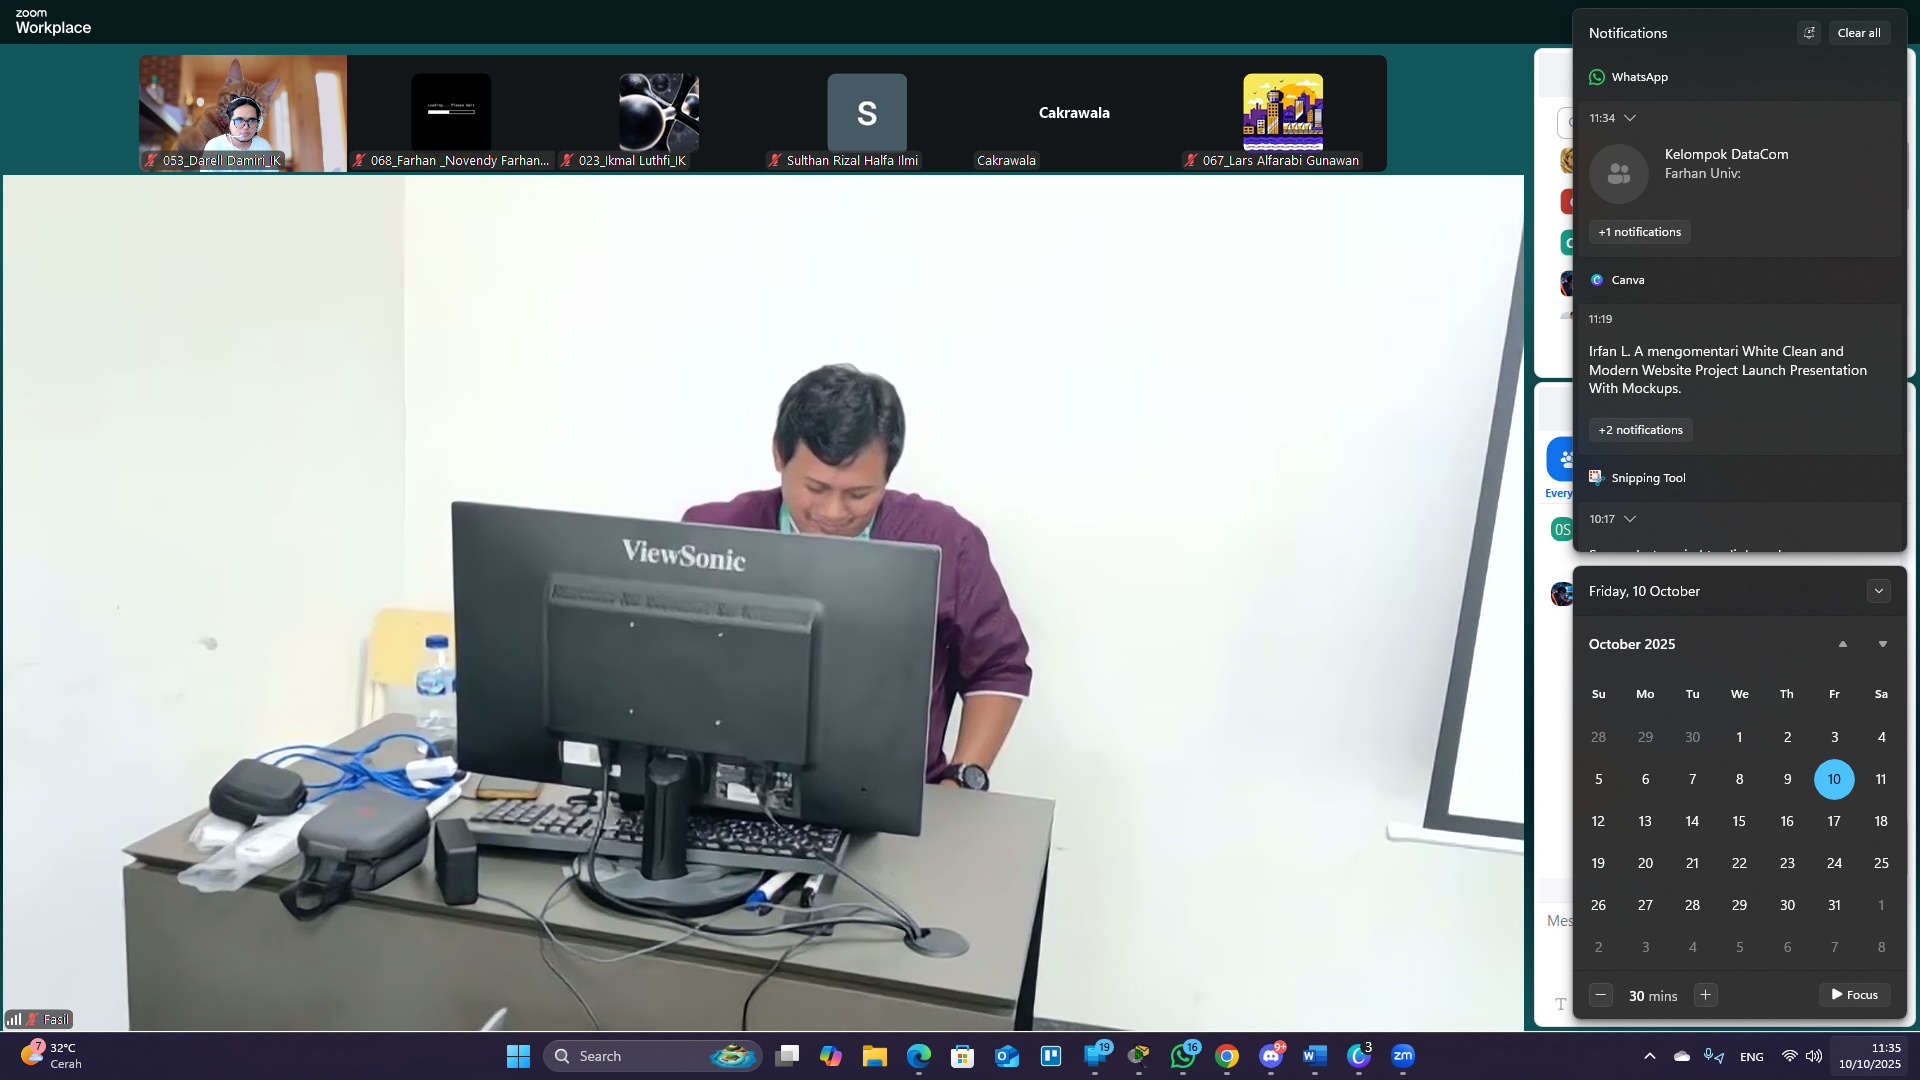 zoom
Workplace
053_Darell Damiri_IK
068_Farhan _Novendy Farhan...
023_Ikmal Luthfi_IK
S
Sulthan Rizal Halfa Ilmi
Cakrawala
Cakrawala
067_Lars Alfarabi Gunawan
ViewSonic
Fasil
Notifications
Clear all
WhatsApp
11:34
Kelompok DataCom
Farhan Univ:
+1 notifications
Canva
11:19
Irfan L. A mengomentari White Clean and
Modern Website Project Launch Presentation
With Mockups.
+2 notifications
Snipping Tool
10:17
Every
0S
Friday, 10 October
October 2025
Su Mo Tu We Th Fr Sa
28 29 30 1 2 3 4
5 6 7 8 9 10 11
12 13 14 15 16 17 18
19 20 21 22 23 24 25
26 27 28 29 30 31 1
2 3 4 5 6 7 8
Mes
30 mins
Focus
7
32°C
Cerah
Search
19
16
9+
3
zm
ENG
11:35
10/10/2025